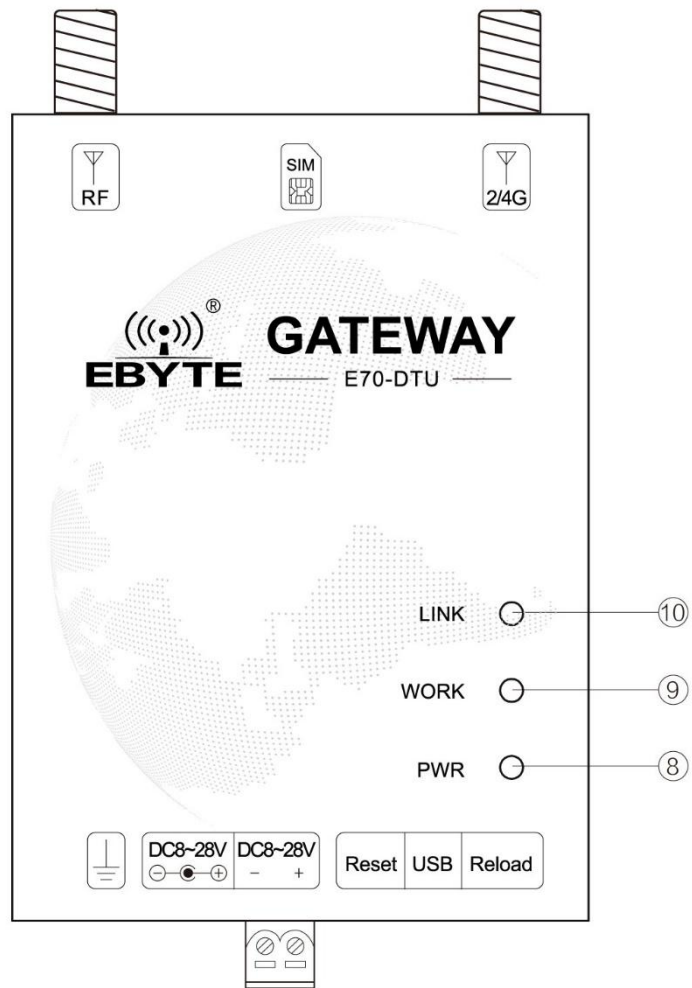 RF
SIM
2/4G
®
EBYTE
GATEWAY
E70-DTU
LINK ⑩
WORK ⑨
PWR ⑧
DC8~28V DC8~28V Reset USB Reload
- + - +